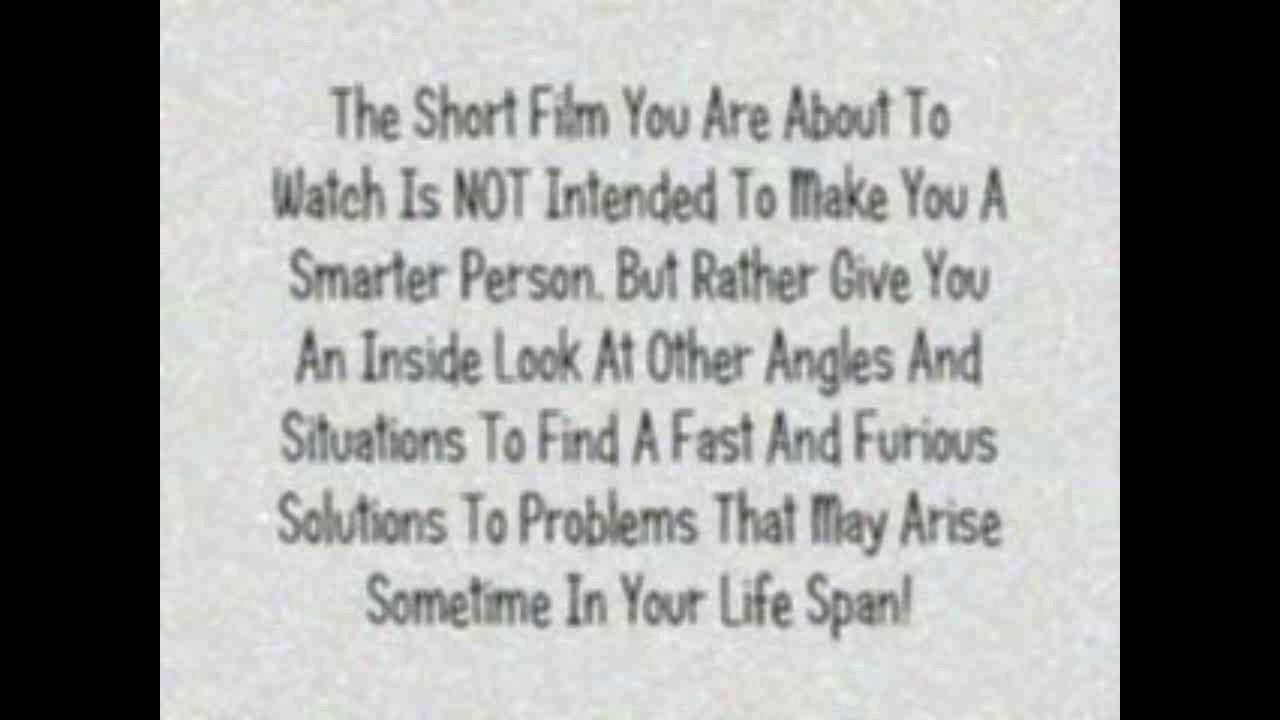 The Short Film You Are About To
Watch Is NOT Intended To Make You A
Smarter Person. But Rather Give You
An Inside Look At Other Angles And
Situations To Find A Fast And Furious
Solutions To Problems That May Arise
Sometime In Your Life Span!